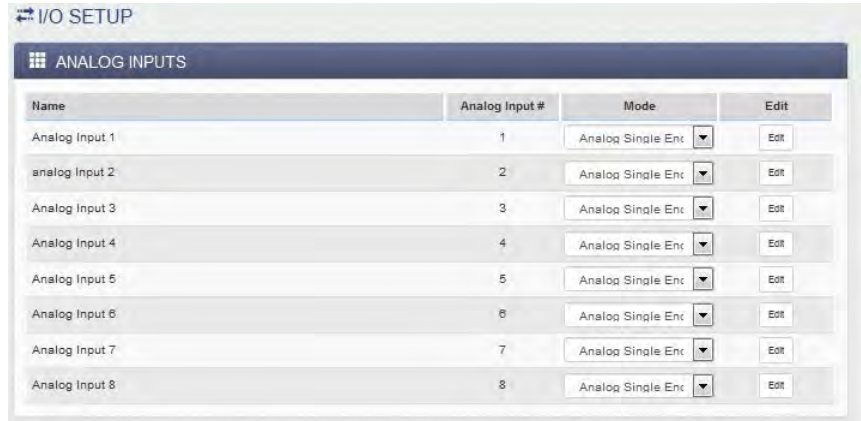 I/O SETUP
ANALOG INPUTS
Name Analog Input # Mode Edit
Analog Input 1 1 Analog Single Enc Edit
analog Input 2 2 Analog Single Enc Edit
Analog Input 3 3 Analog Single Enc Edit
Analog Input 4 4 Analog Single Enc Edit
Analog Input 5 5 Analog Single Enc Edit
Analog Input 6 6 Analog Single Enc Edit
Analog Input 7 7 Analog Single Enc Edit
Analog Input 8 8 Analog Single Enc Edit